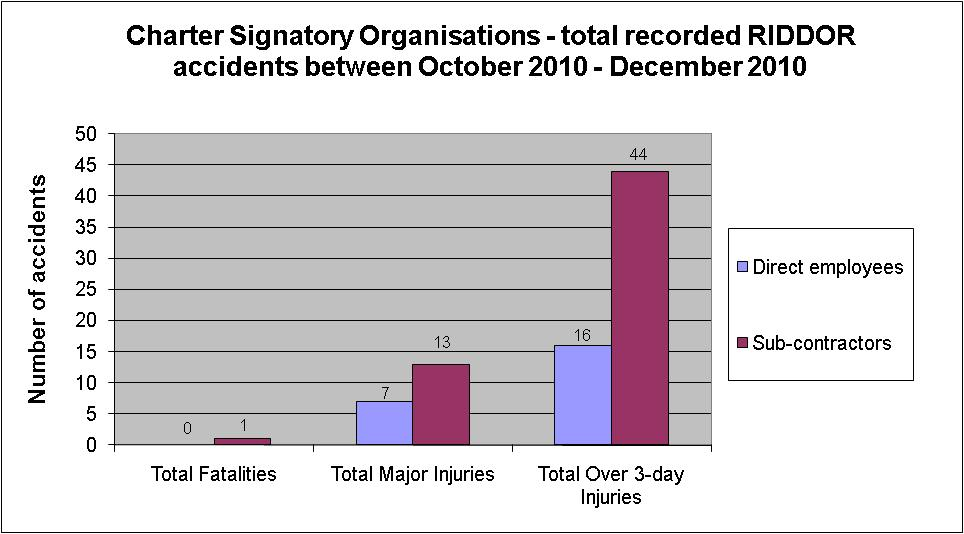 Charter Signatory Organisations - total recorded RIDDOR
accidents between October 2010 - December 2010
Number of accidents
50
45
40
35
30
25
20
15
10
5
0
0
1
7
13
16
44
Total Fatalities
Total Major Injuries
Total Over 3-day
Injuries
Direct employees
Sub-contractors